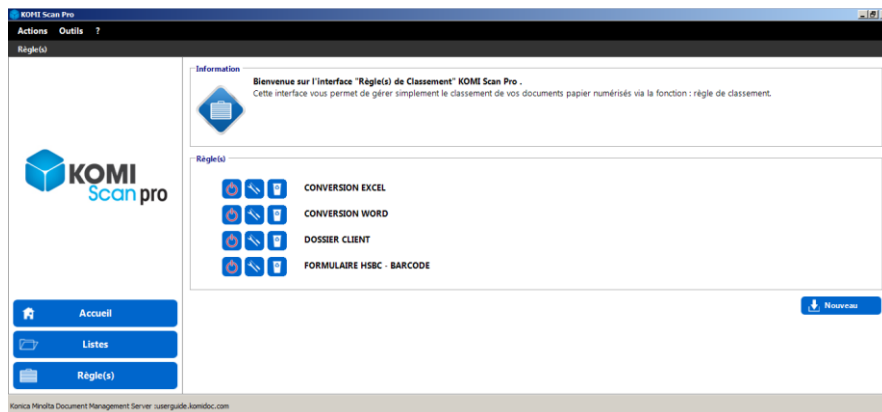 KOMI Scan Pro
Actions Outils ?
Règle(s)
Information
Bienvenue sur l'interface "Règle(s) de Classement" KOMI Scan Pro .
Cette interface vous permet de gérer simplement le classement de vos documents papier numérisés via la fonction : règle de classement.
KOMI
Scan pro
Règle(s)
CONVERSION EXCEL
CONVERSION WORD
DOSSIER CLIENT
FORMULAIRE HSBC - BARCODE
Nouveau
Accueil
Listes
Règle(s)
Konica Minolta Document Management Server :userguide.komidoc.com